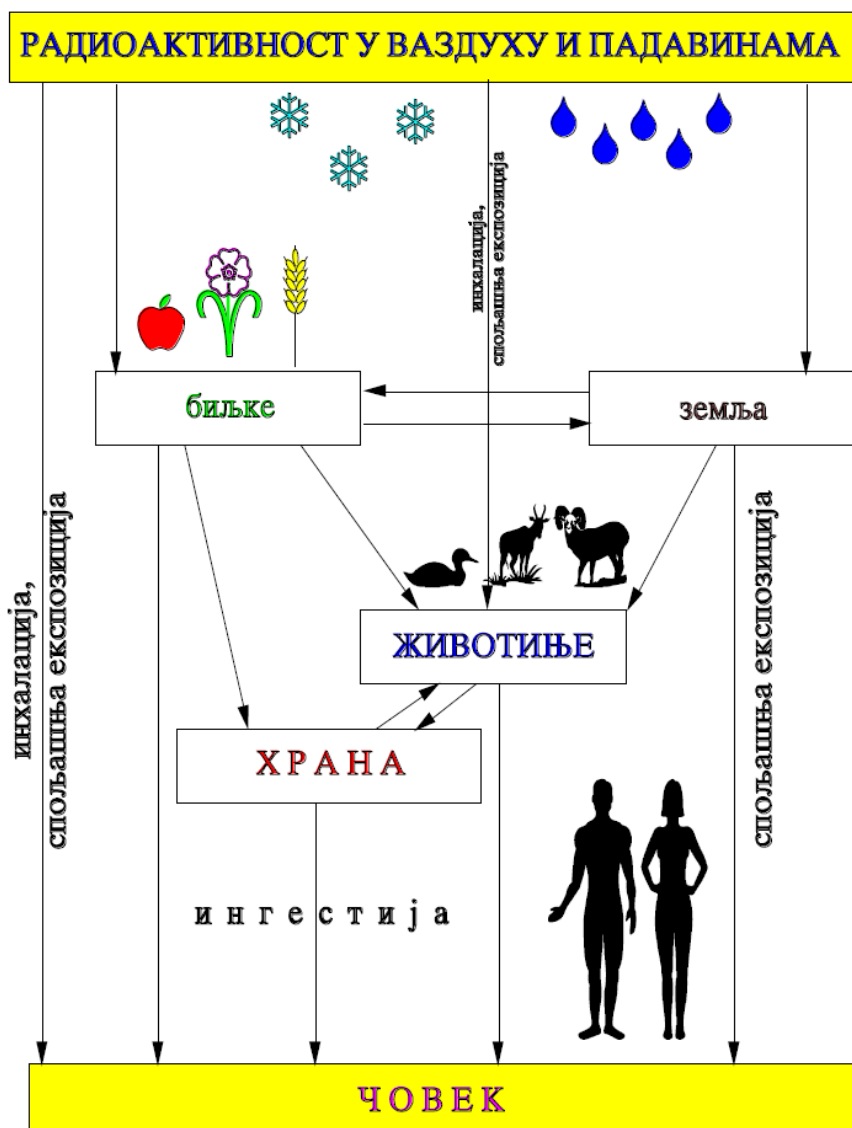 РАДИОАКТИВНОСТ У ВАЗДУХУ И ПАДАВИНАМА
инхалација,
спољашња експозиција
биљке
земља
инхалација,
спољашња експозиција
спољашња експозиција
ЖИВОТИЊЕ
ХРАНА
ингестија
ЧОВЕК